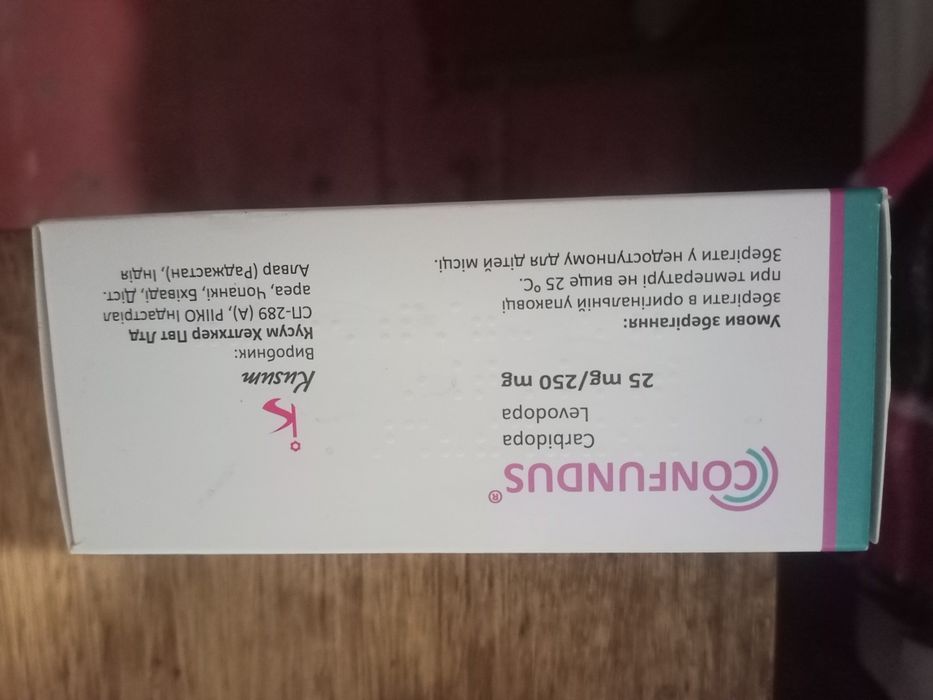 CONFUNDUS®
Carbidopa
Levodopa
25 mg/250 mg
Умови зберігання:
зберігати в оригінальній упаковці
при температурі не вище 25 °C.
Зберігати у недоступному для дітей місці.
K
Kusum
Виробник:
Кусум Хелтхкер Пвт Лтд
СП-289 (А), РІІКО Індастріал
ареа, Чопанкі, Бхіваді, Діст.
Алвар (Раджастан), Індія